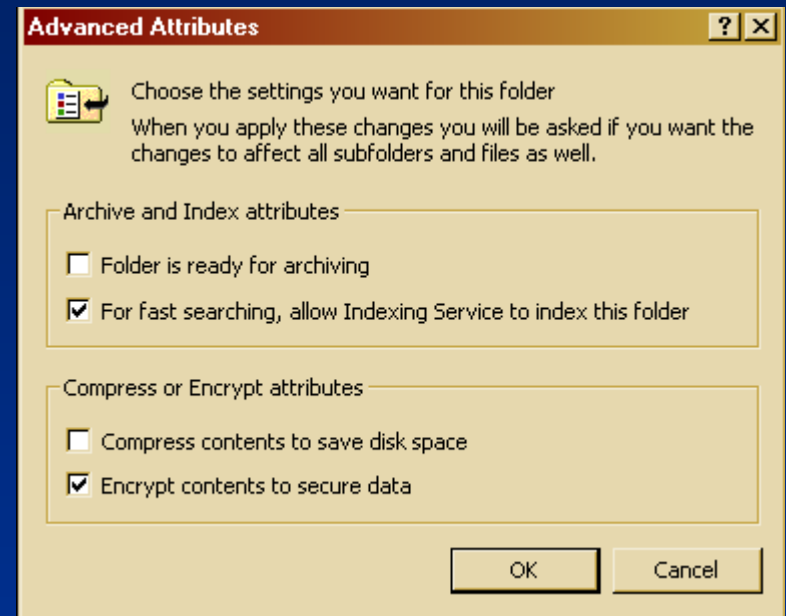 Advanced Attributes
Choose the settings you want for this folder
When you apply these changes you will be asked if you want the
changes to affect all subfolders and files as well.
Archive and Index attributes
Folder is ready for archiving
For fast searching, allow Indexing Service to index this folder
Compress or Encrypt attributes
Compress contents to save disk space
Encrypt contents to secure data
OK
Cancel